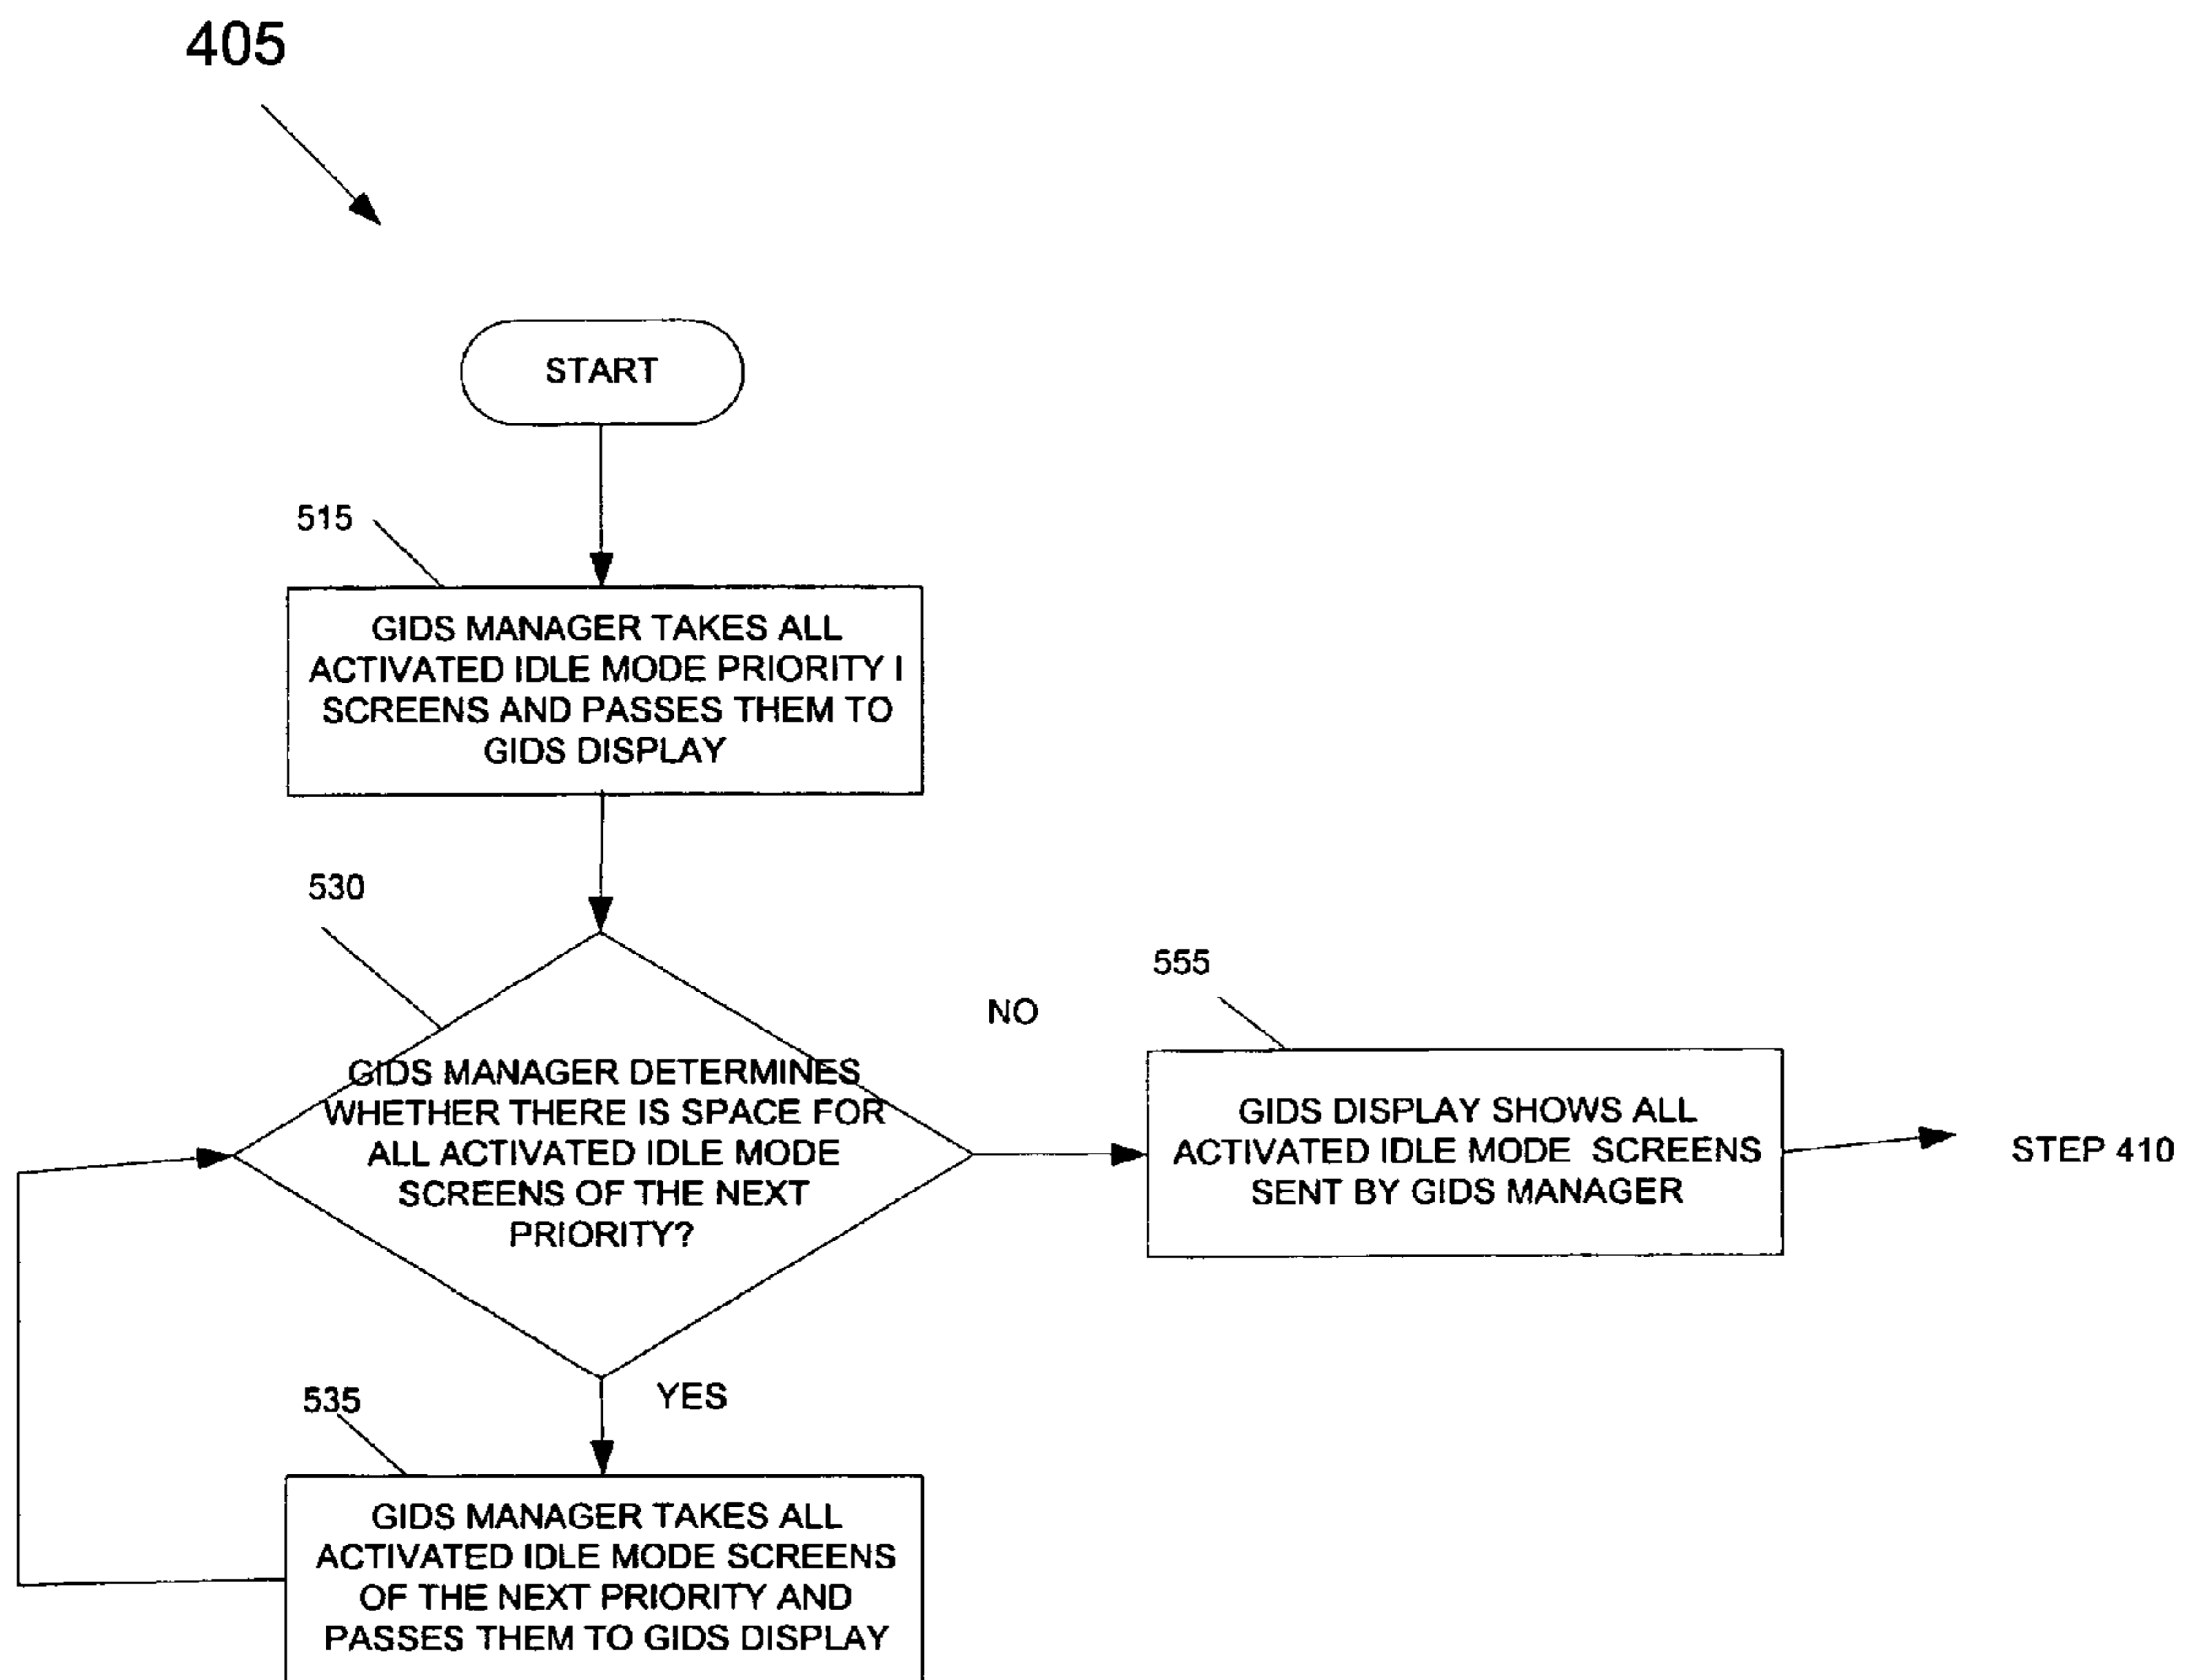 405
START
515
GIDS MANAGER TAKES ALL
ACTIVATED IDLE MODE PRIORITY I
SCREENS AND PASSES THEM TO
GIDS DISPLAY
530
GIDS MANAGER DETERMINES
WHETHER THERE IS SPACE FOR
ALL ACTIVATED IDLE MODE
SCREENS OF THE NEXT
PRIORITY?
NO
555
GIDS DISPLAY SHOWS ALL
ACTIVATED IDLE MODE SCREENS
SENT BY GIDS MANAGER
STEP 410
YES
535
GIDS MANAGER TAKES ALL
ACTIVATED IDLE MODE SCREENS
OF THE NEXT PRIORITY AND
PASSES THEM TO GIDS DISPLAY